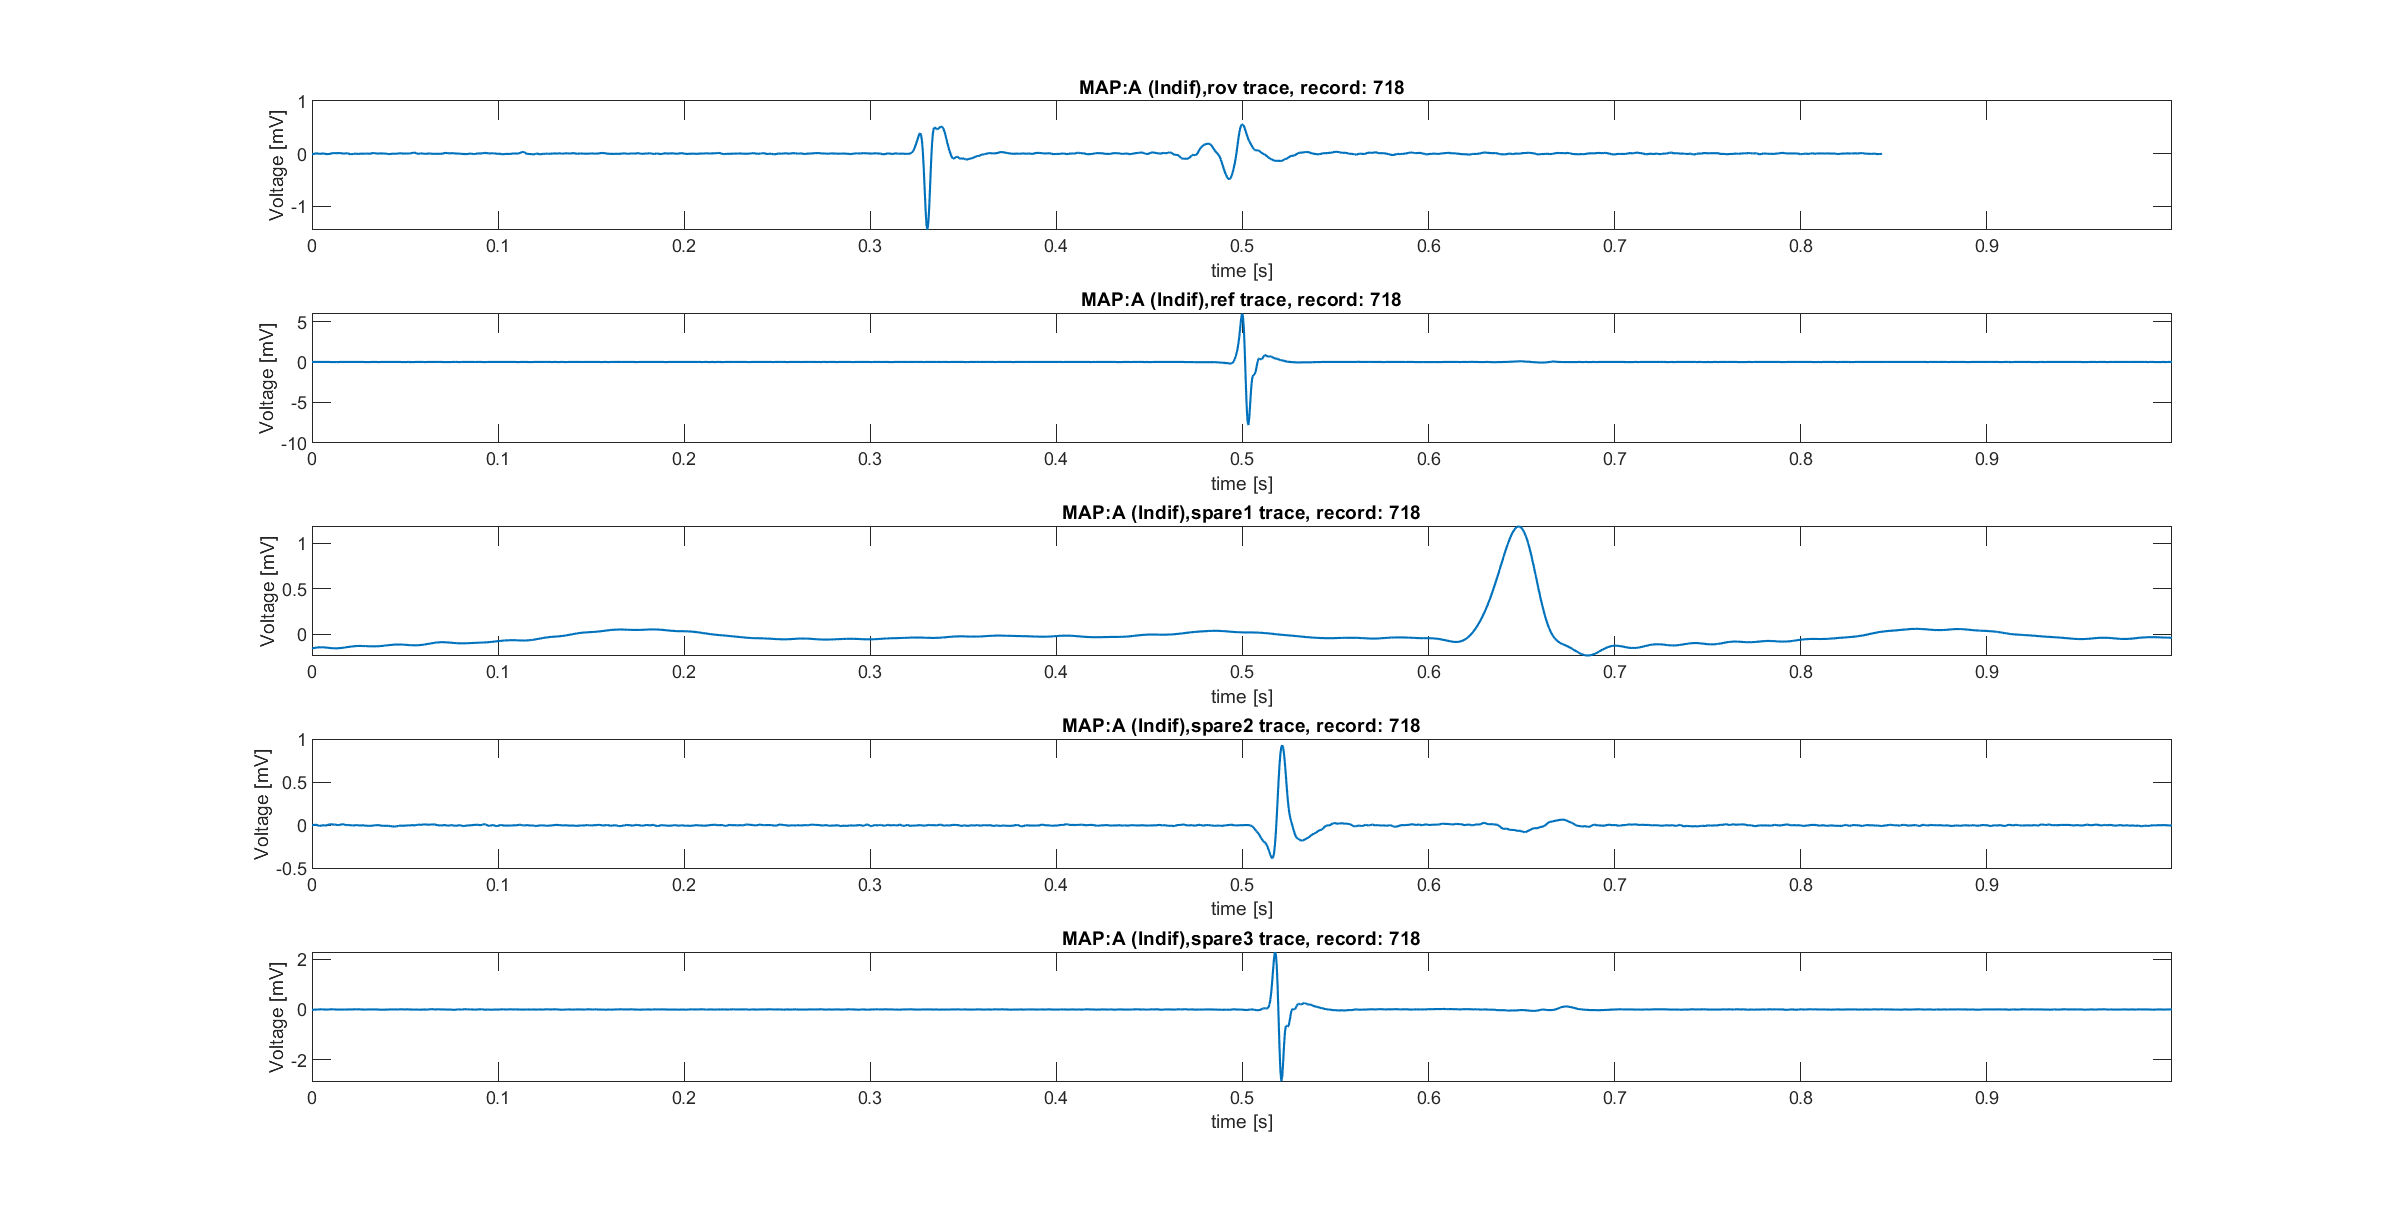 MAP:A (Indif),rov trace, record: 718
Voltage [mV]
1
0
-1
0 0.1 0.2 0.3 0.4 0.5 0.6 0.7 0.8 0.9
time [s]
MAP:A (Indif),ref trace, record: 718
Voltage [mV]
5
0
-5
-10
0 0.1 0.2 0.3 0.4 0.5 0.6 0.7 0.8 0.9
time [s]
MAP:A (Indif),spare1 trace, record: 718
Voltage [mV]
1
0.5
0
0 0.1 0.2 0.3 0.4 0.5 0.6 0.7 0.8 0.9
time [s]
MAP:A (Indif),spare2 trace, record: 718
Voltage [mV]
1
0.5
0
-0.5
0 0.1 0.2 0.3 0.4 0.5 0.6 0.7 0.8 0.9
time [s]
MAP:A (Indif),spare3 trace, record: 718
Voltage [mV]
2
0
-2
0 0.1 0.2 0.3 0.4 0.5 0.6 0.7 0.8 0.9
time [s]